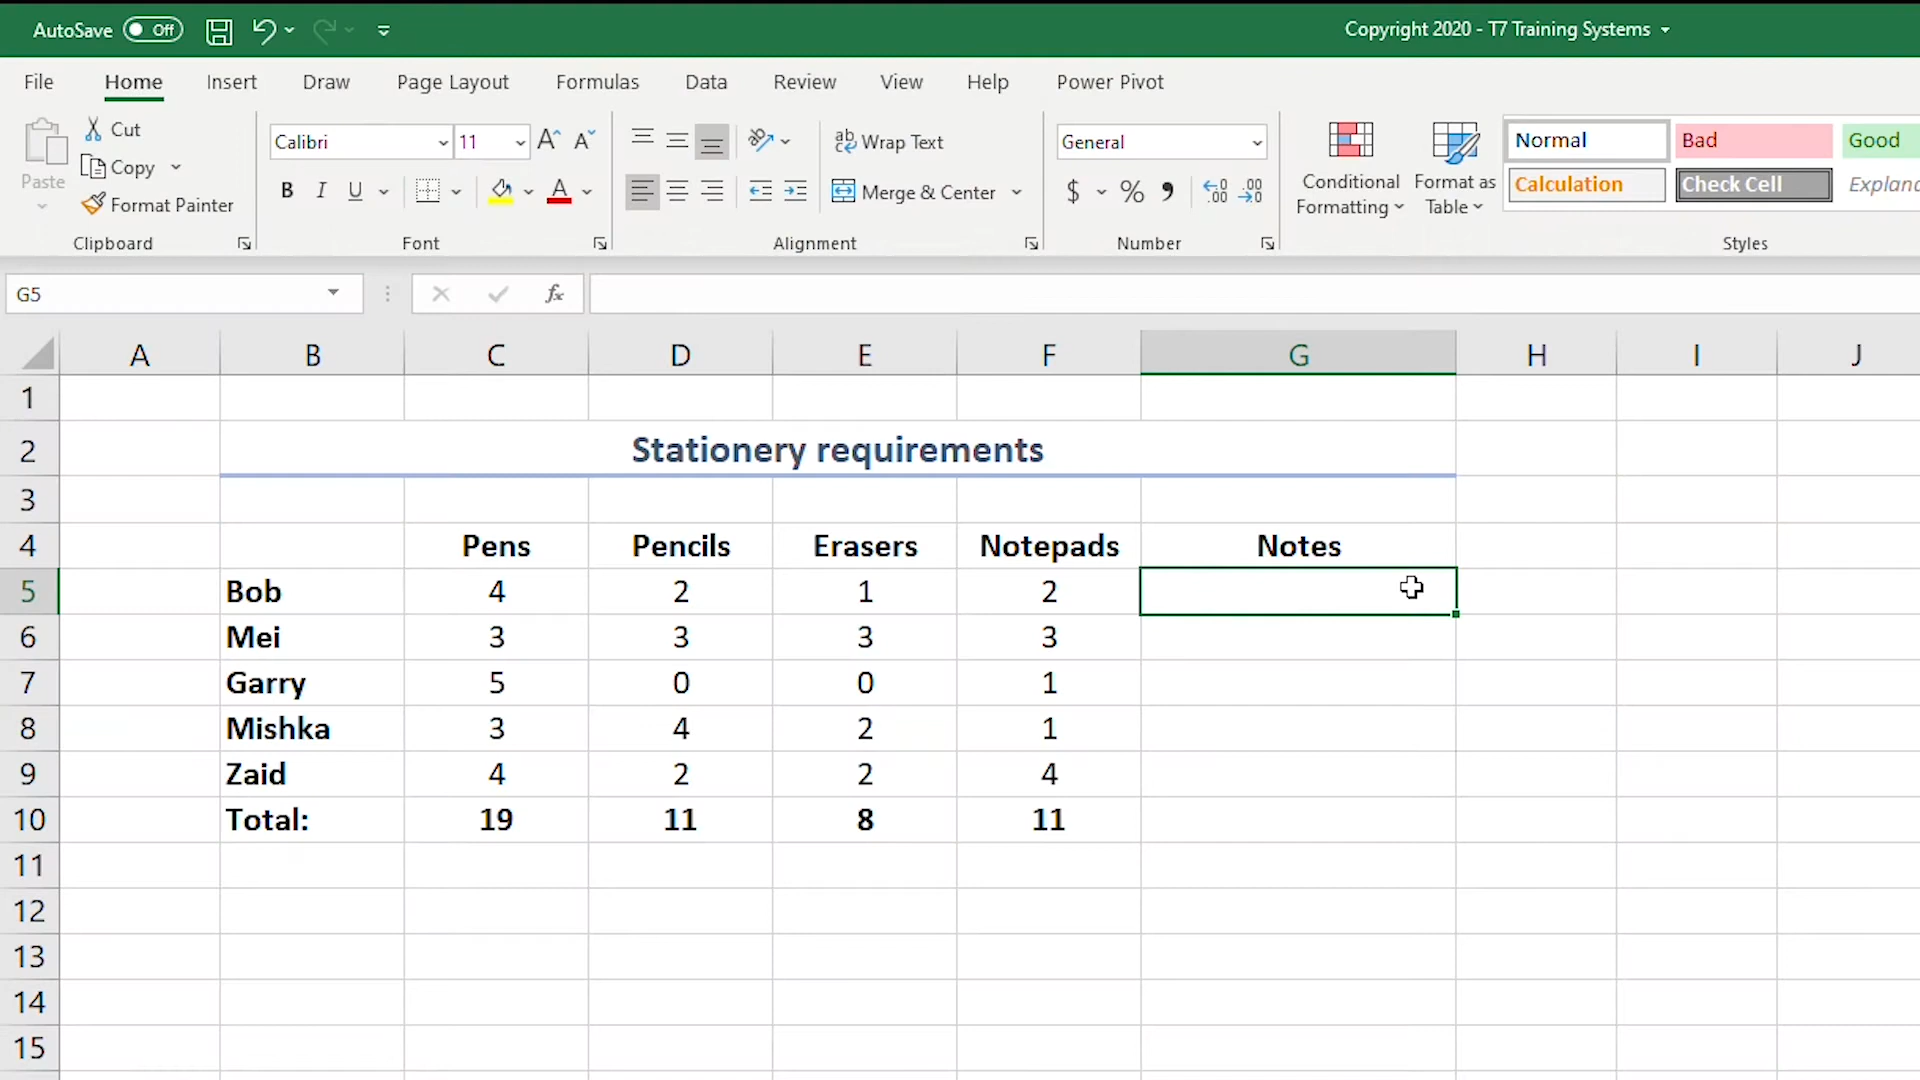 AutoSave Off Copyright 2020 - T7 Training Systems
File Home Insert Draw Page Layout Formulas Data Review View Help Power Pivot
Paste
Cut
Copy
Format Painter
Clipboard
Calibri 11
B I U A
Font
ab Wrap Text
Merge & Center
Alignment
General
$ % 9 .00 .00
Number
Conditional Formatting
Format as Table
Normal Bad Good
Calculation Check Cell
Styles
G5 fx
A B C D E F G H I J
1
2 Stationery requirements
3
4 Pens Pencils Erasers Notepads Notes
5 Bob 4 2 1 2
6 Mei 3 3 3 3
7 Garry 5 0 0 1
8 Mishka 3 4 2 1
9 Zaid 4 2 2 4
10 Total: 19 11 8 11
11
12
13
14
15